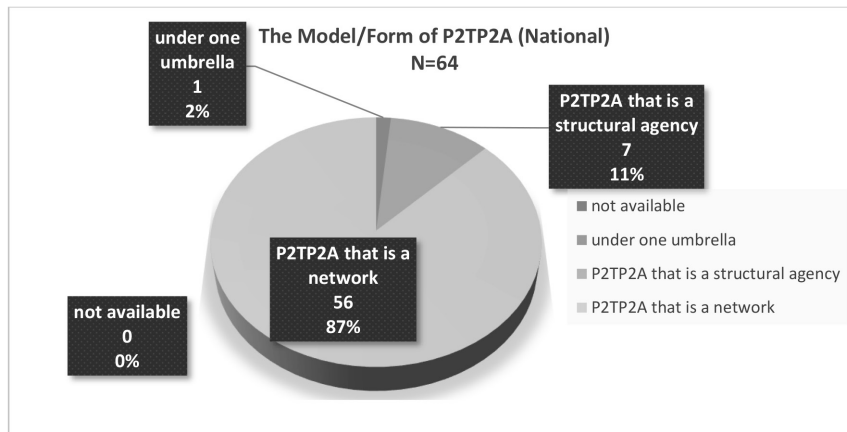 The Model/Form of P2TP2A (National)
N=64
under one
umbrella
1
2%
P2TP2A that is a
structural agency
7
11%
P2TP2A that is a
network
56
87%
not available
0
0%
not available
under one umbrella
P2TP2A that is a structural agency
P2TP2A that is a network